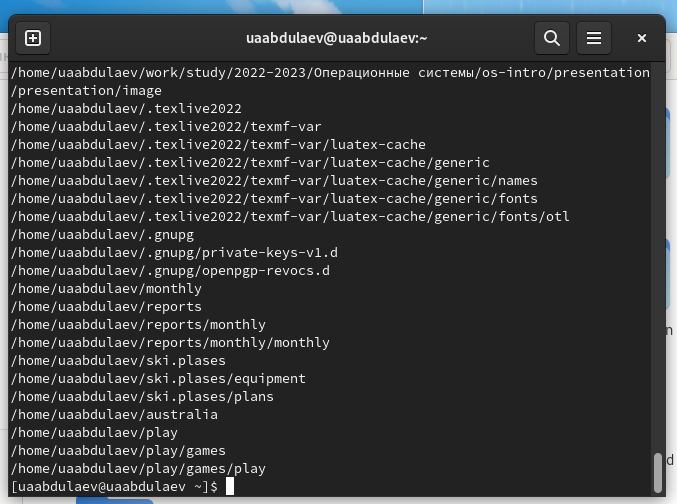 uaabdulaev@uaabdulaev:~
/home/uaabdulaev/work/study/2022-2023/Операционные системы/os-intro/presentation
/presentation/image
/home/uaabdulaev/.texlive2022
/home/uaabdulaev/.texlive2022/texmf-var
/home/uaabdulaev/.texlive2022/texmf-var/luatex-cache
/home/uaabdulaev/.texlive2022/texmf-var/luatex-cache/generic
/home/uaabdulaev/.texlive2022/texmf-var/luatex-cache/generic/names
/home/uaabdulaev/.texlive2022/texmf-var/luatex-cache/generic/fonts
/home/uaabdulaev/.texlive2022/texmf-var/luatex-cache/generic/fonts/otl
/home/uaabdulaev/.gnupg
/home/uaabdulaev/.gnupg/private-keys-v1.d
/home/uaabdulaev/.gnupg/openpgp-revocs.d
/home/uaabdulaev/monthly
/home/uaabdulaev/reports
/home/uaabdulaev/reports/monthly
/home/uaabdulaev/reports/monthly/monthly
/home/uaabdulaev/ski.plases
/home/uaabdulaev/ski.plases/equipment
/home/uaabdulaev/ski.plases/plans
/home/uaabdulaev/australia
/home/uaabdulaev/play
/home/uaabdulaev/play/games
/home/uaabdulaev/play/games/play
[uaabdulaev@uaabdulaev ~]$